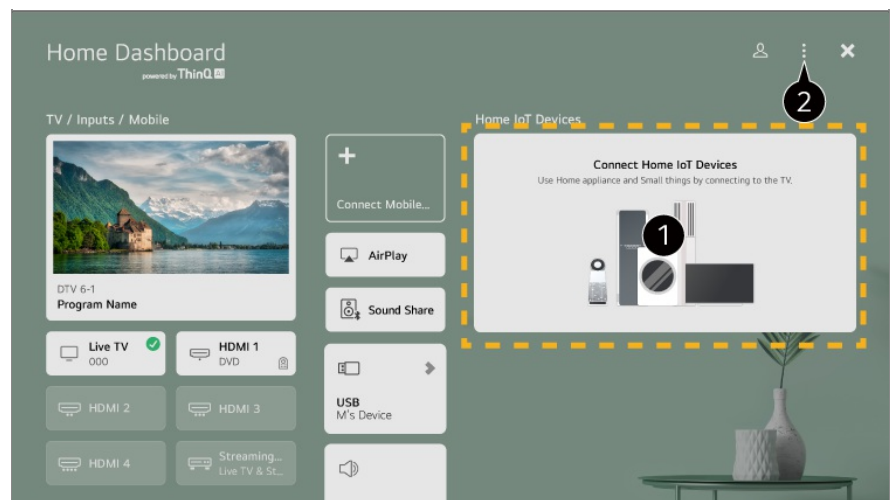 Home Dashboard
powered by ThinQ AI
2
TV / Inputs / Mobile
DTV 6-1
Program Name
Live TV
000
HDMI 1
DVD
HDMI 2
HDMI 3
HDMI 4
Streaming...
Live TV & St...
Connect Mobile...
AirPlay
Sound Share
USB
M's Device
Home IoT Devices
Connect Home IoT Devices
Use Home appliance and Small things by connecting to the TV.
1